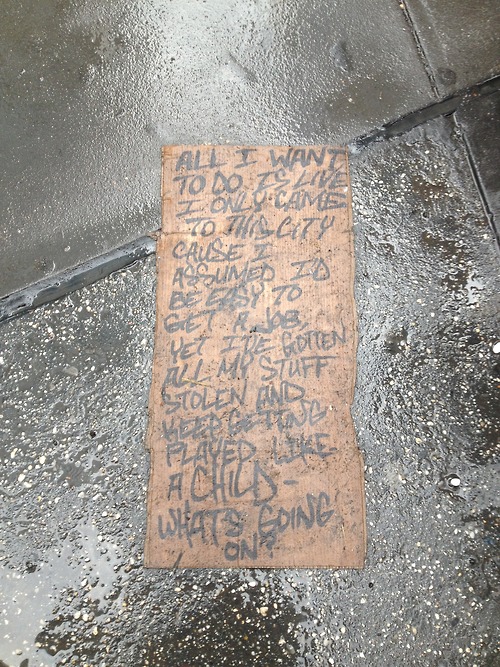 ALL I WANT
TO DO IS LIVE
I ONLY CAME
TO THIS CITY
CAUSE I
ASSUMED I'D
BE EASY TO
GET A JOB,
YET I'VE GOTTEN
ALL MY STUFF
STOLEN AND
KEEP GETTING
PLAYED LIKE
A CHILD -
WHATS GOING
ON?